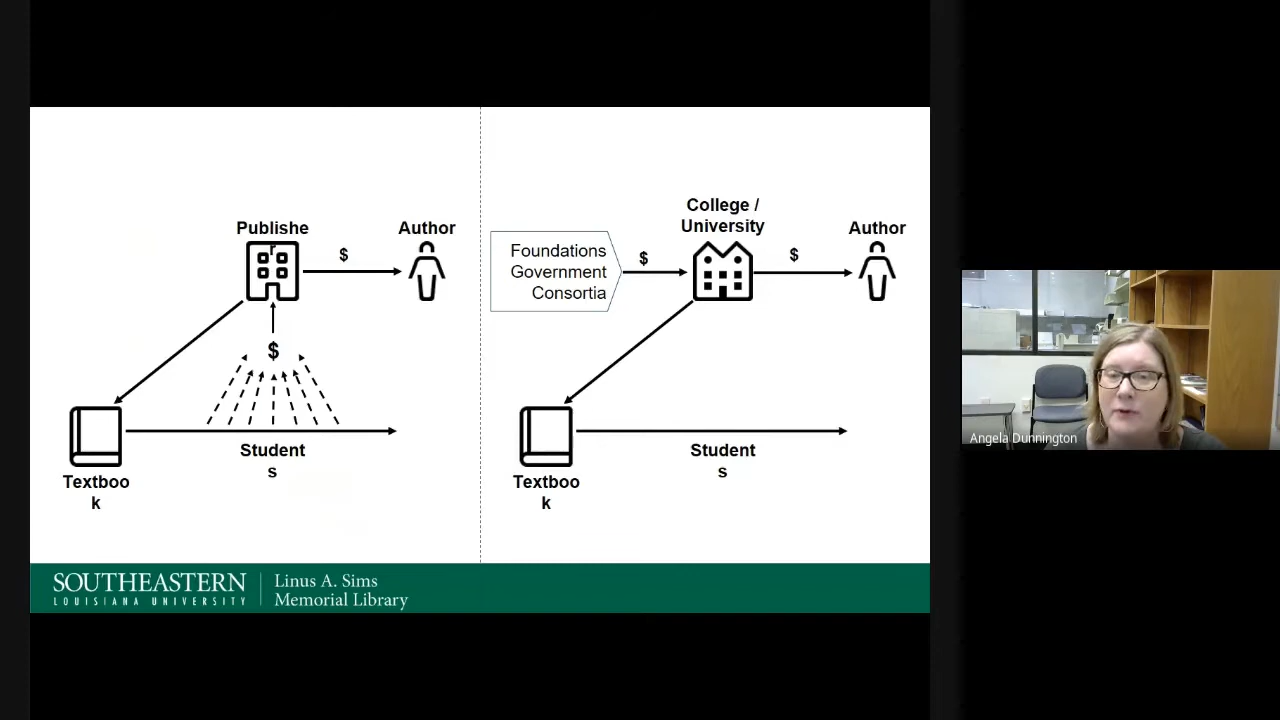 Publishe
r
$
Author
$
Textboo
k
Student
s
Foundations
Government
Consortia
$
College /
University
$
Author
Textboo
k
Student
s
SOUTHEASTERN
LOUISIANA UNIVERSITY
Linus A. Sims
Memorial Library
Angela Dunnington